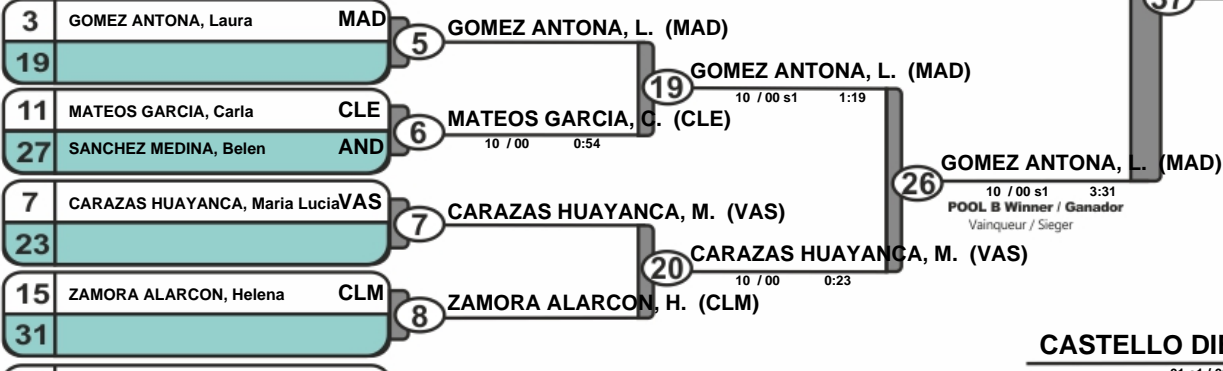 37
3 GOMEZ ANTONA, Laura MAD
19
5 GOMEZ ANTONA, L. (MAD)
11 MATEOS GARCIA, Carla CLE
27 SANCHEZ MEDINA, Belen AND
6 MATEOS GARCIA, C. (CLE)
10 / 00 0:54
19 GOMEZ ANTONA, L. (MAD)
10 / 00 s1 1:19
7 CARAZAS HUAYANCA, Maria Lucia VAS
23
7 CARAZAS HUAYANCA, M. (VAS)
15 ZAMORA ALARCON, Helena CLM
31
8 ZAMORA ALARCON, H. (CLM)
20 CARAZAS HUAYANCA, M. (VAS)
10 / 00 0:23
26 GOMEZ ANTONA, L. (MAD)
10 / 00 s1 3:31
POOL B Winner / Ganador
Vainqueur / Sieger
CASTELLO